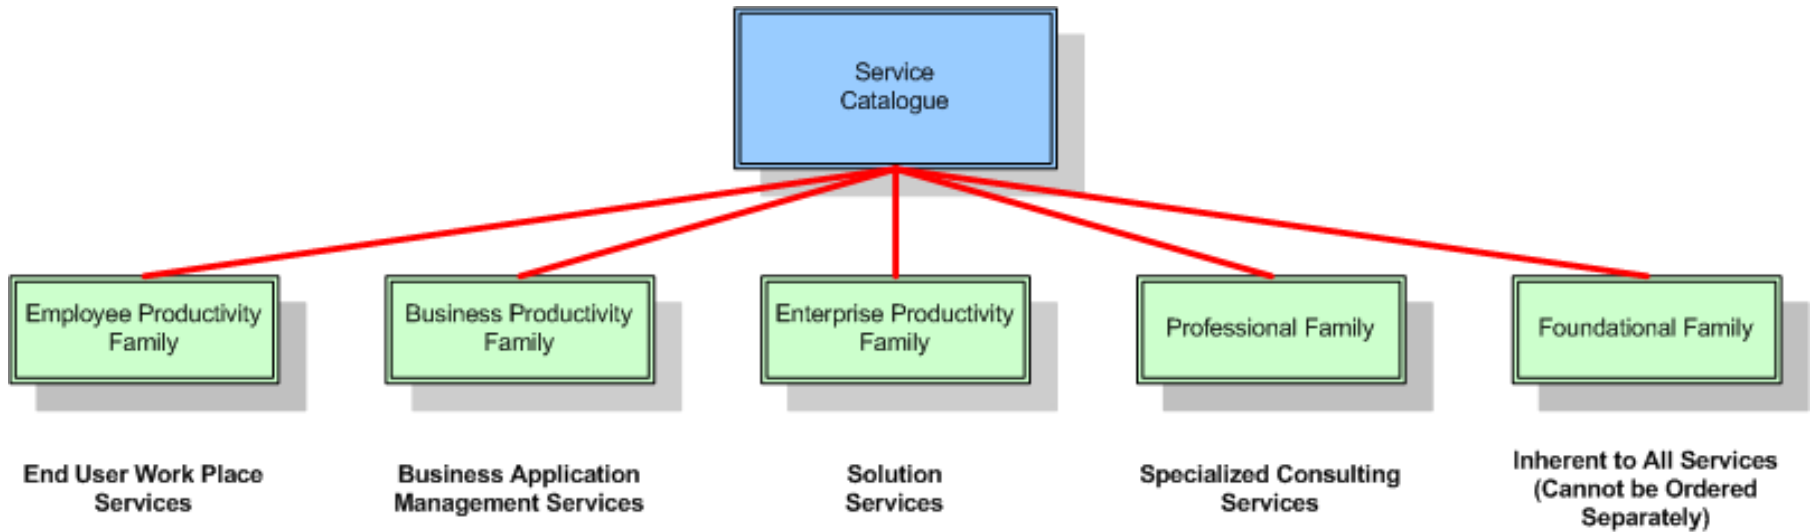 Service
Catalogue
Employee Productivity
Family
Business Productivity
Family
Enterprise Productivity
Family
Professional Family
Foundational Family
End User Work Place
Services
Business Application
Management Services
Solution
Services
Specialized Consulting
Services
Inherent to All Services
(Cannot be Ordered
Separately)